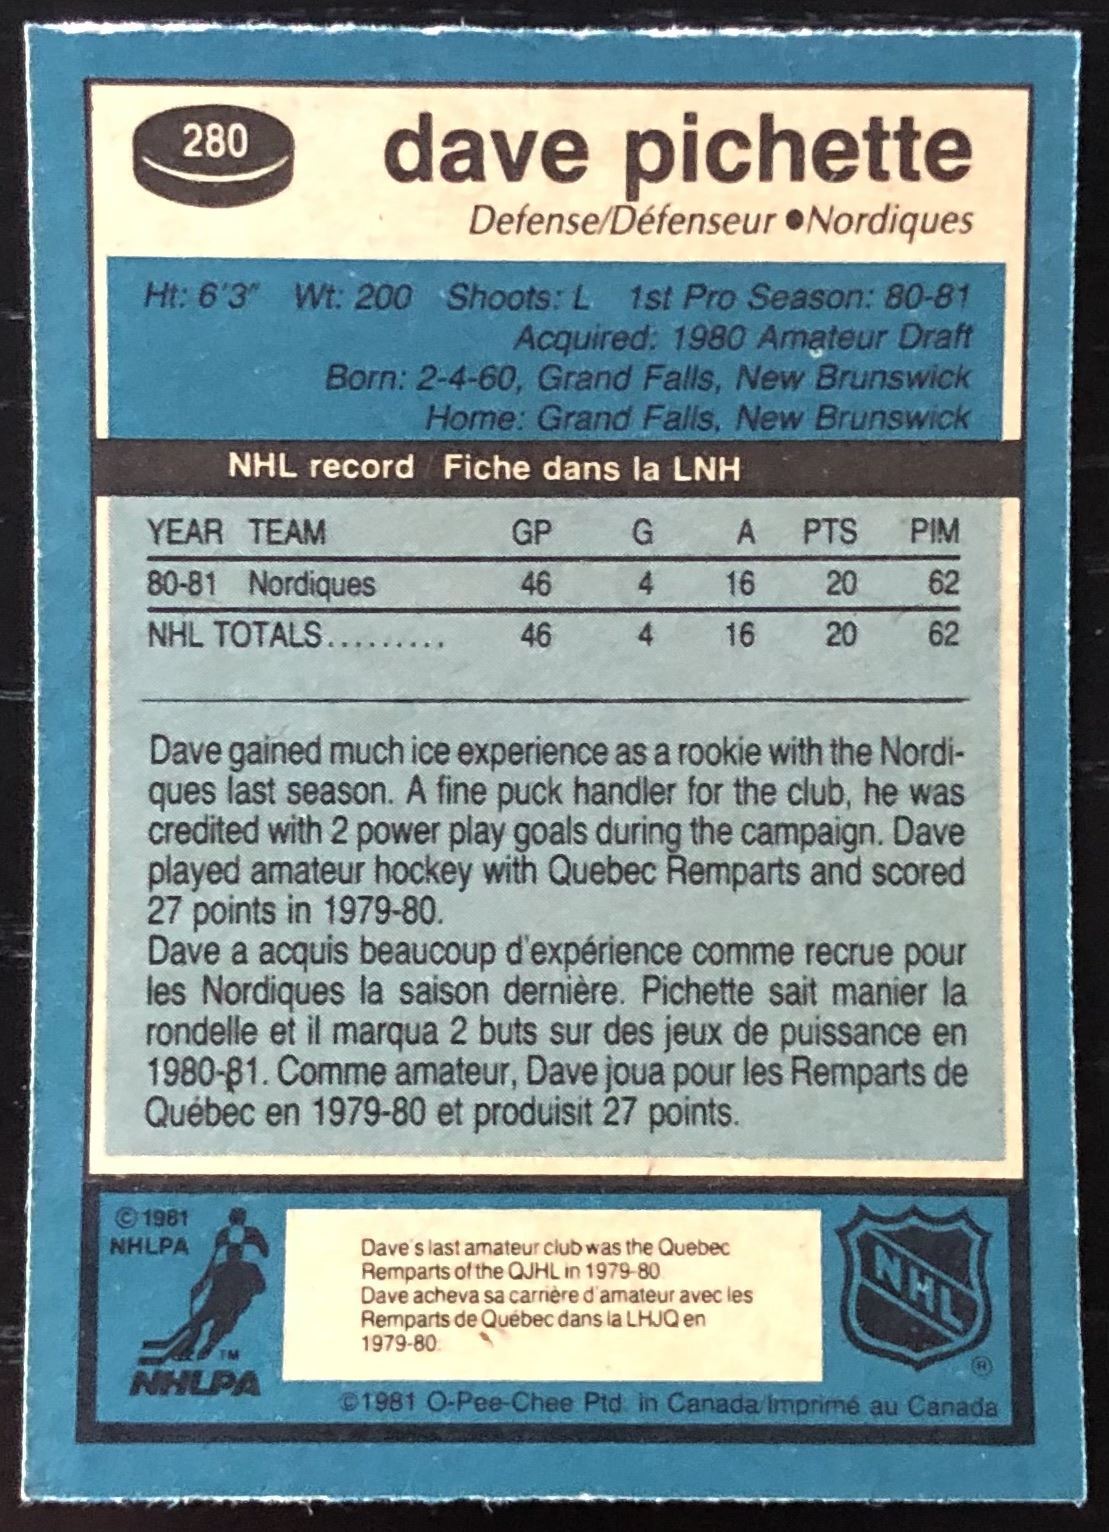 280
dave pichette
Defense/Défenseur ●Nordiques
Ht: 6'3" Wt: 200 Shoots: L 1st Pro Season: 80-81
Acquired: 1980 Amateur Draft
Born: 2-4-60, Grand Falls, New Brunswick
Home: Grand Falls, New Brunswick
NHL record / Fiche dans la LNH
YEAR TEAM GP G A PTS PIM
80-81 Nordiques 46 4 16 20 62
NHL TOTALS......... 46 4 16 20 62
Dave gained much ice experience as a rookie with the Nordi-
ques last season. A fine puck handler for the club, he was
credited with 2 power play goals during the campaign. Dave
played amateur hockey with Quebec Remparts and scored
27 points in 1979-80.
Dave a acquis beaucoup d'expérience comme recrue pour
les Nordiques la saison dernière. Pichette sait manier la
rondelle et il marqua 2 buts sur des jeux de puissance en
1980-81. Comme amateur, Dave joua pour les Remparts de
Québec en 1979-80 et produisit 27 points.
©1981
NHLPA
TM
NHLPA
Dave's last amateur club was the Quebec
Remparts of the QJHL in 1979-80.
Dave acheva sa carrière d'amateur avec les
Remparts de Québec dans la LHJQ en
1979-80.
NHL
®
©1981 O-Pee-Chee Ptd. in Canada/Imprimé au Canada